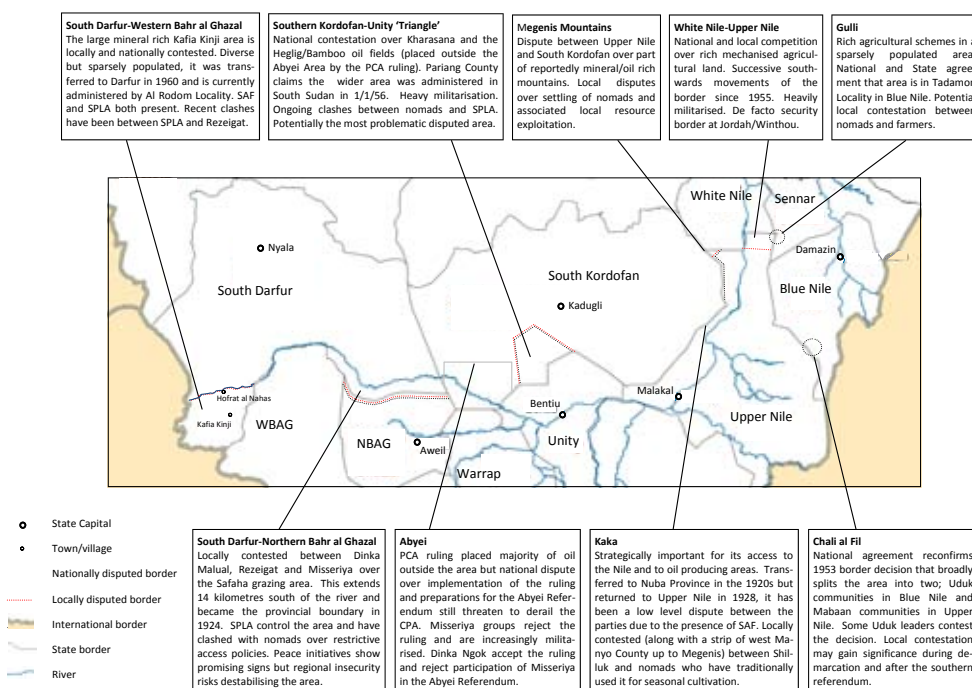 South Darfur-Western Bahr al Ghazal
The large mineral rich Kafia Kinji area is
locally and nationally contested. Diverse
but sparsely populated, it was trans-
ferred to Darfur in 1960 and is currently
administered by Al Rodom Locality. SAF
and SPLA both present. Recent clashes
have been between SPLA and Rezeigat.
Southern Kordofan-Unity 'Triangle'
National contestation over Kharasana and the
Heglig/Bamboo oil fields (placed outside the
Abyei Area by the PCA ruling). Pariang County
claims the wider area was administered in
South Sudan in 1/1/56. Heavy militarisation.
Ongoing clashes between nomads and SPLA.
Potentially the most problematic disputed area.
Megenis Mountains
Dispute between Upper Nile
and South Kordofan over part
of reportedly mineral/oil rich
mountains. Local disputes
over settling of nomads and
associated local resource
exploitation.
White Nile-Upper Nile
National and local competition
over rich mechanised agricul-
tural land. Successive south-
wards movements of the
border since 1955. Heavily
militarised. De facto security
border at Jordah/Winthou.
Gulli
Rich agricultural schemes in a
sparsely populated area.
National and State agree-
ment that area is in Tadamon
Locality in Blue Nile. Potential
local contestation between
nomads and farmers.
White Nile
Sennar
Nyala
Damazin
South Darfur
South Kordofan
Blue Nile
Kadugli
Hofrat al Nahas
Kafia Kinji
WBAG
NBAG
Aweil
Warrap
Bentiu
Unity
Malakal
Upper Nile
State Capital
Town/village
Nationally disputed border
Locally disputed border
International border
State border
River
South Darfur-Northern Bahr al Ghazal
Locally contested between Dinka
Malual, Rezeigat and Misseriya over
the Safaha grazing area. This extends
14 kilometres south of the river and
became the provincial boundary in
1924. SPLA control the area and have
clashed with nomads over restrictive
access policies. Peace initiatives show
promising signs but regional insecurity
risks destabilising the area.
Abyei
PCA ruling placed majority of oil
outside the area but national dispute
over implementation of the ruling
and preparations for the Abyei Refer-
endum still threaten to derail the
CPA. Misseriya groups reject the
ruling and are increasingly milita-
rised. Dinka Ngok accept the ruling
and reject participation of Misseriya
in the Abyei Referendum.
Kaka
Strategically important for its access to
the Nile and to oil producing areas. Trans-
ferred to Nuba Province in the 1920s but
returned to Upper Nile in 1928, it has
been a low level dispute between the
parties due to the presence of SAF. Locally
contested (along with a strip of west Ma-
nyo County up to Megenis) between Shil-
luk and nomads who have traditionally
used it for seasonal cultivation.
Chali al Fil
National agreement reconfirms
1953 border decision that broadly
splits the area into two; Uduk
communities in Blue Nile and
Mabaan communities in Upper
Nile. Some Uduk leaders contest
the decision. Local contestation
may gain significance during de-
marcation and after the southern
referendum.